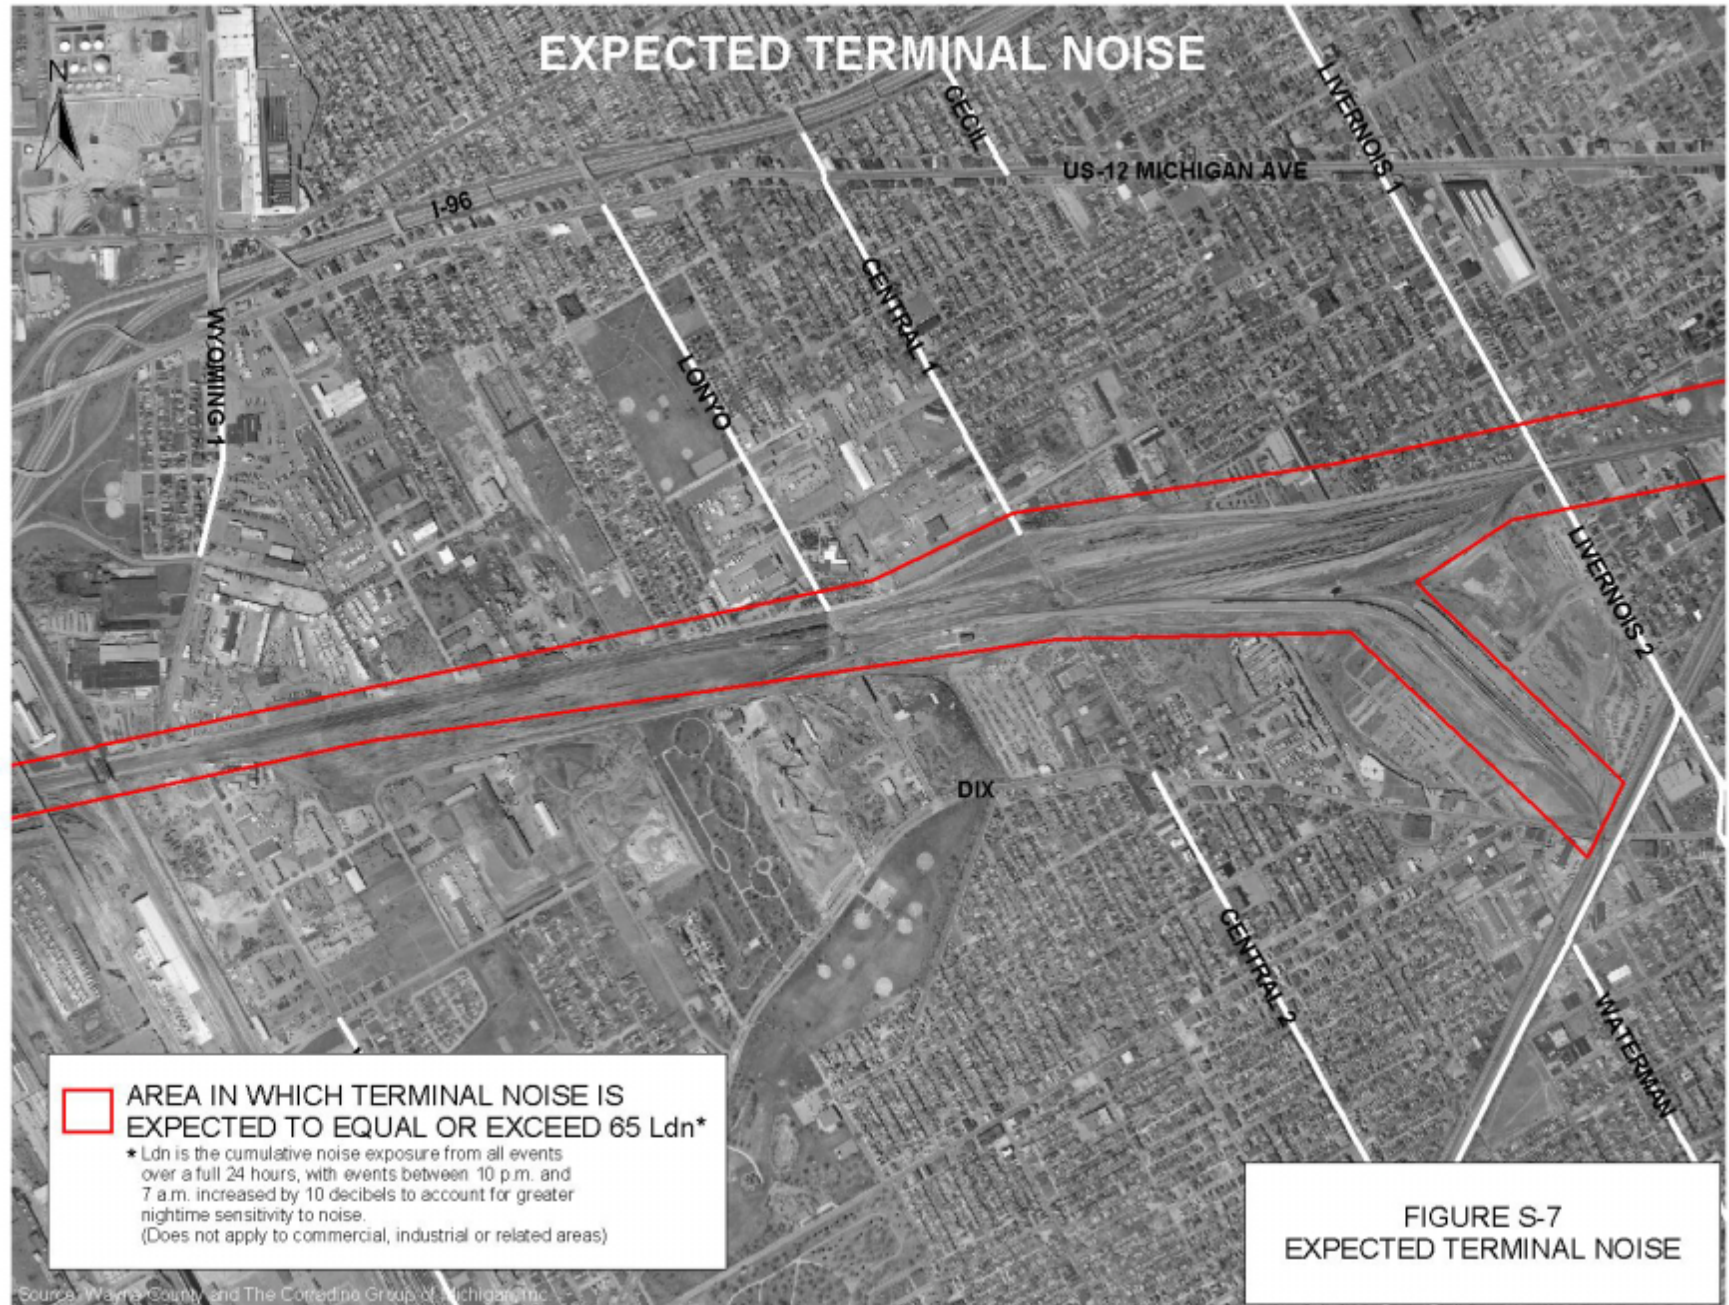 EXPECTED TERMINAL NOISE
N
CECIL
LIVERNOIS 1
US-12 MICHIGAN AVE
I-96
WYOMING 1
LONYO
CENTRAL 1
LIVERNOIS 2
DIX
CENTRAL 2
WATERMAN
AREA IN WHICH TERMINAL NOISE IS
EXPECTED TO EQUAL OR EXCEED 65 Ldn*
* Ldn is the cumulative noise exposure from all events
over a full 24 hours, with events between 10 p.m. and
7 a.m. increased by 10 decibels to account for greater
nightime sensitivity to noise.
(Does not apply to commercial, industrial or related areas)
FIGURE S-7
EXPECTED TERMINAL NOISE
Source: Wayne County and The Corradino Group of Michigan, Inc.